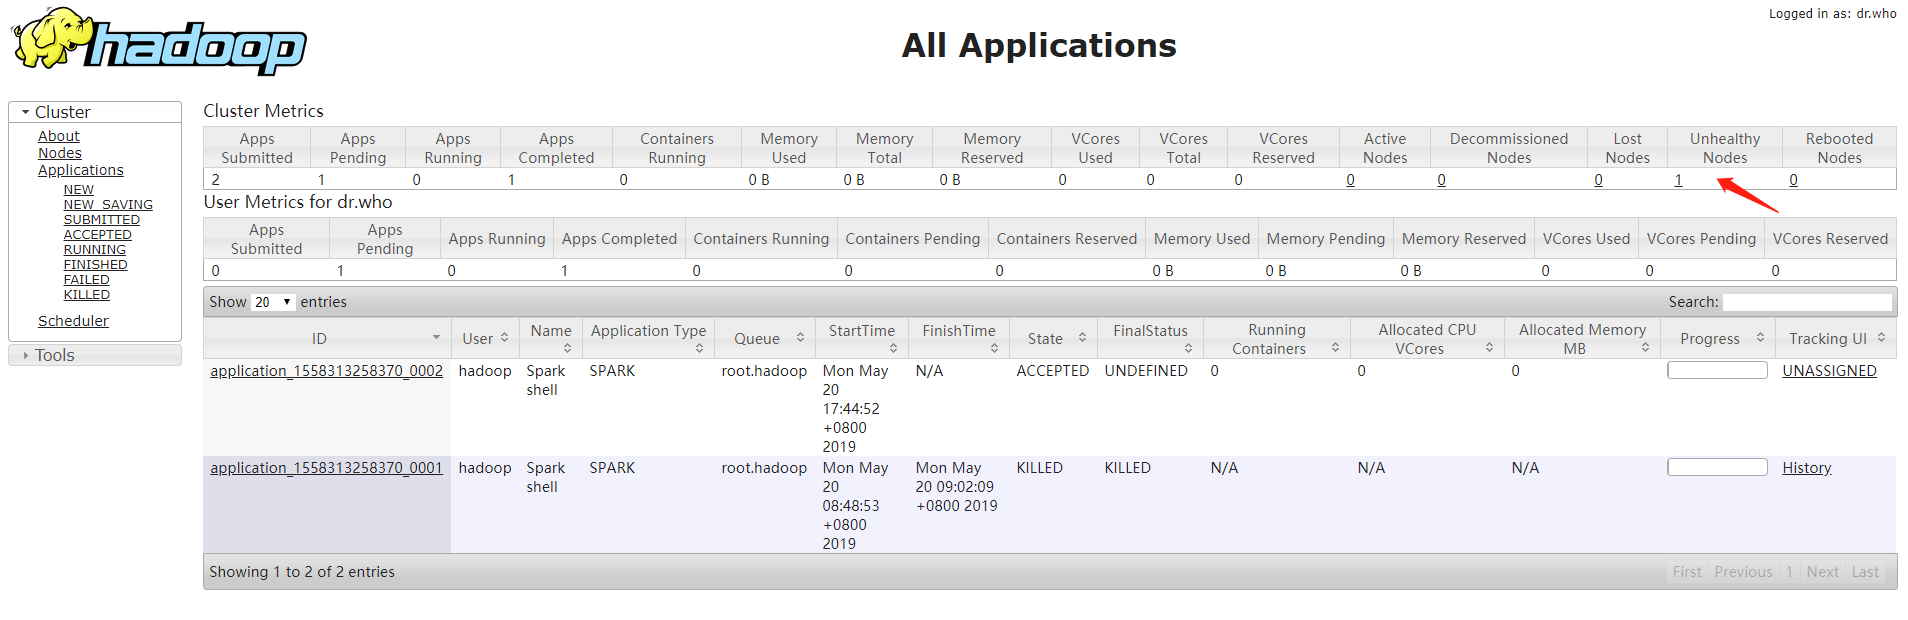 Logged in as: dr.who
hadoop
All Applications
Cluster
About
Nodes
Applications
NEW
NEW_SAVING
SUBMITTED
ACCEPTED
RUNNING
FINISHED
FAILED
KILLED
Scheduler
Tools
Cluster Metrics
Apps Submitted Apps Pending Apps Running Apps Completed Containers Running Memory Used Memory Total Memory Reserved VCores Used VCores Total VCores Reserved Active Nodes Decommissioned Nodes Lost Nodes Unhealthy Nodes Rebooted Nodes
2 1 0 1 0 0 B 0 B 0 B 0 0 0 0 0 0 1 0
User Metrics for dr.who
Apps Submitted Apps Pending Apps Running Apps Completed Containers Running Containers Pending Containers Reserved Memory Used Memory Pending Memory Reserved VCores Used VCores Pending VCores Reserved
0 1 0 1 0 0 0 0 B 0 B 0 B 0 0 0
Show 20 entries Search:
ID User Name Application Type Queue StartTime FinishTime State FinalStatus Running Containers Allocated CPU VCores Allocated Memory MB Progress Tracking UI
application_1558313258370_0002 hadoop Spark shell SPARK root.hadoop Mon May 20 17:44:52 +0800 2019 N/A ACCEPTED UNDEFINED 0 0 0 UNASSIGNED
application_1558313258370_0001 hadoop Spark shell SPARK root.hadoop Mon May 20 08:48:53 +0800 2019 Mon May 20 09:02:09 +0800 2019 KILLED KILLED N/A N/A N/A History
Showing 1 to 2 of 2 entries First Previous 1 Next Last